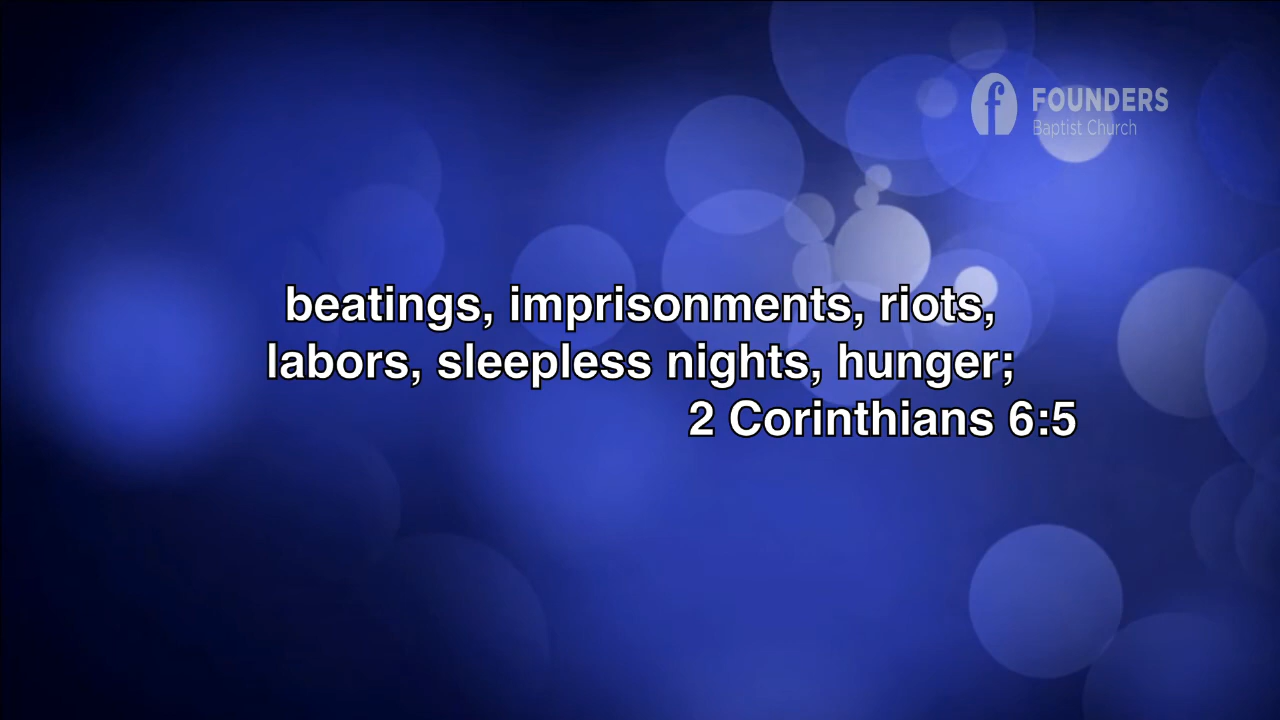 FOUNDERS
Baptist Church
beatings, imprisonments, riots,
labors, sleepless nights, hunger;
2 Corinthians 6:5